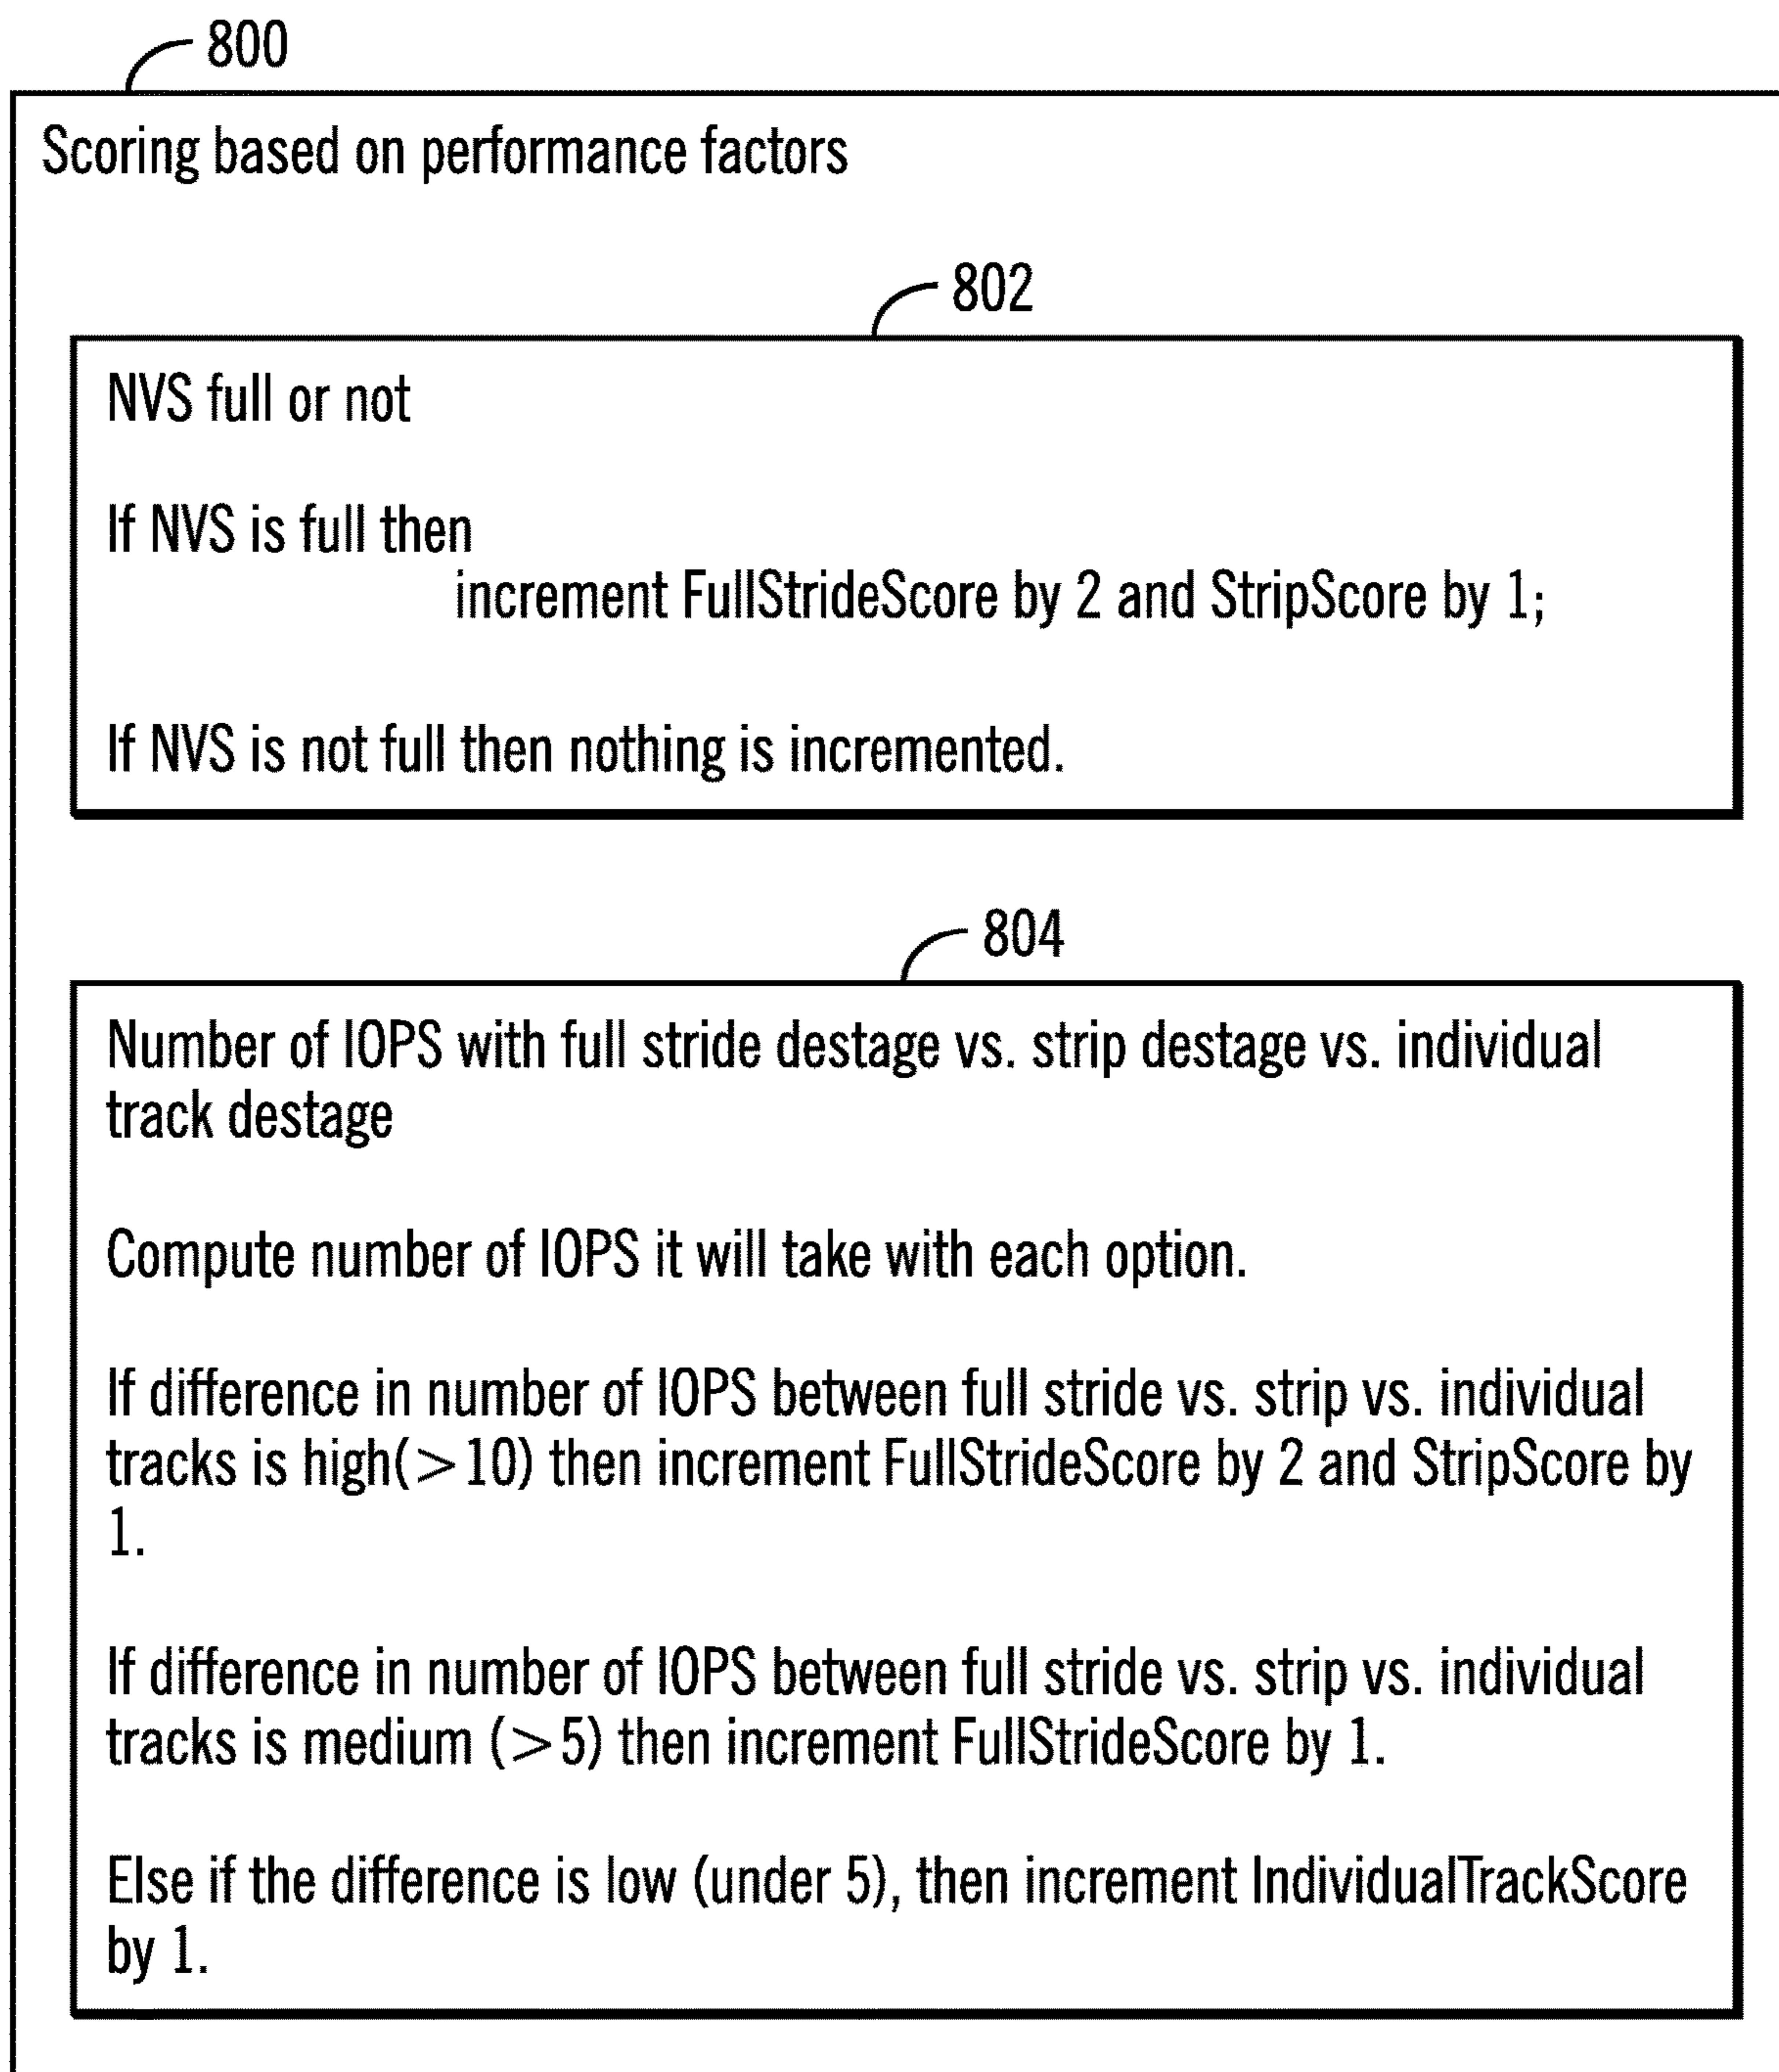 800
Scoring based on performance factors
802
NVS full or not
If NVS is full then
increment FullStrideScore by 2 and StripScore by 1;
If NVS is not full then nothing is incremented.
804
Number of IOPS with full stride destage vs. strip destage vs. individual
track destage
Compute number of IOPS it will take with each option.
If difference in number of IOPS between full stride vs. strip vs. individual
tracks is high(>10) then increment FullStrideScore by 2 and StripScore by
1.
If difference in number of IOPS between full stride vs. strip vs. individual
tracks is medium (>5) then increment FullStrideScore by 1.
Else if the difference is low (under 5), then increment IndividualTrackScore
by 1.